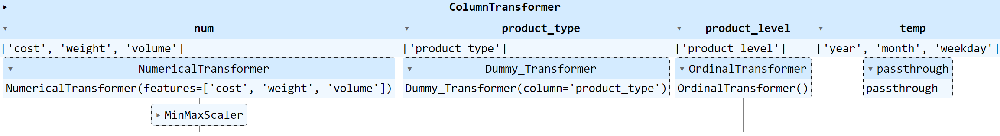 ColumnTransformer
num product_type product_level temp
['cost', 'weight', 'volume'] ['product_type'] ['product_level'] ['year', 'month', 'weekday']
NumericalTransformer Dummy_Transformer OrdinalTransformer passthrough
NumericalTransformer(features=['cost', 'weight', 'volume']) Dummy_Transformer(column='product_type') OrdinalTransformer() passthrough
MinMaxScaler